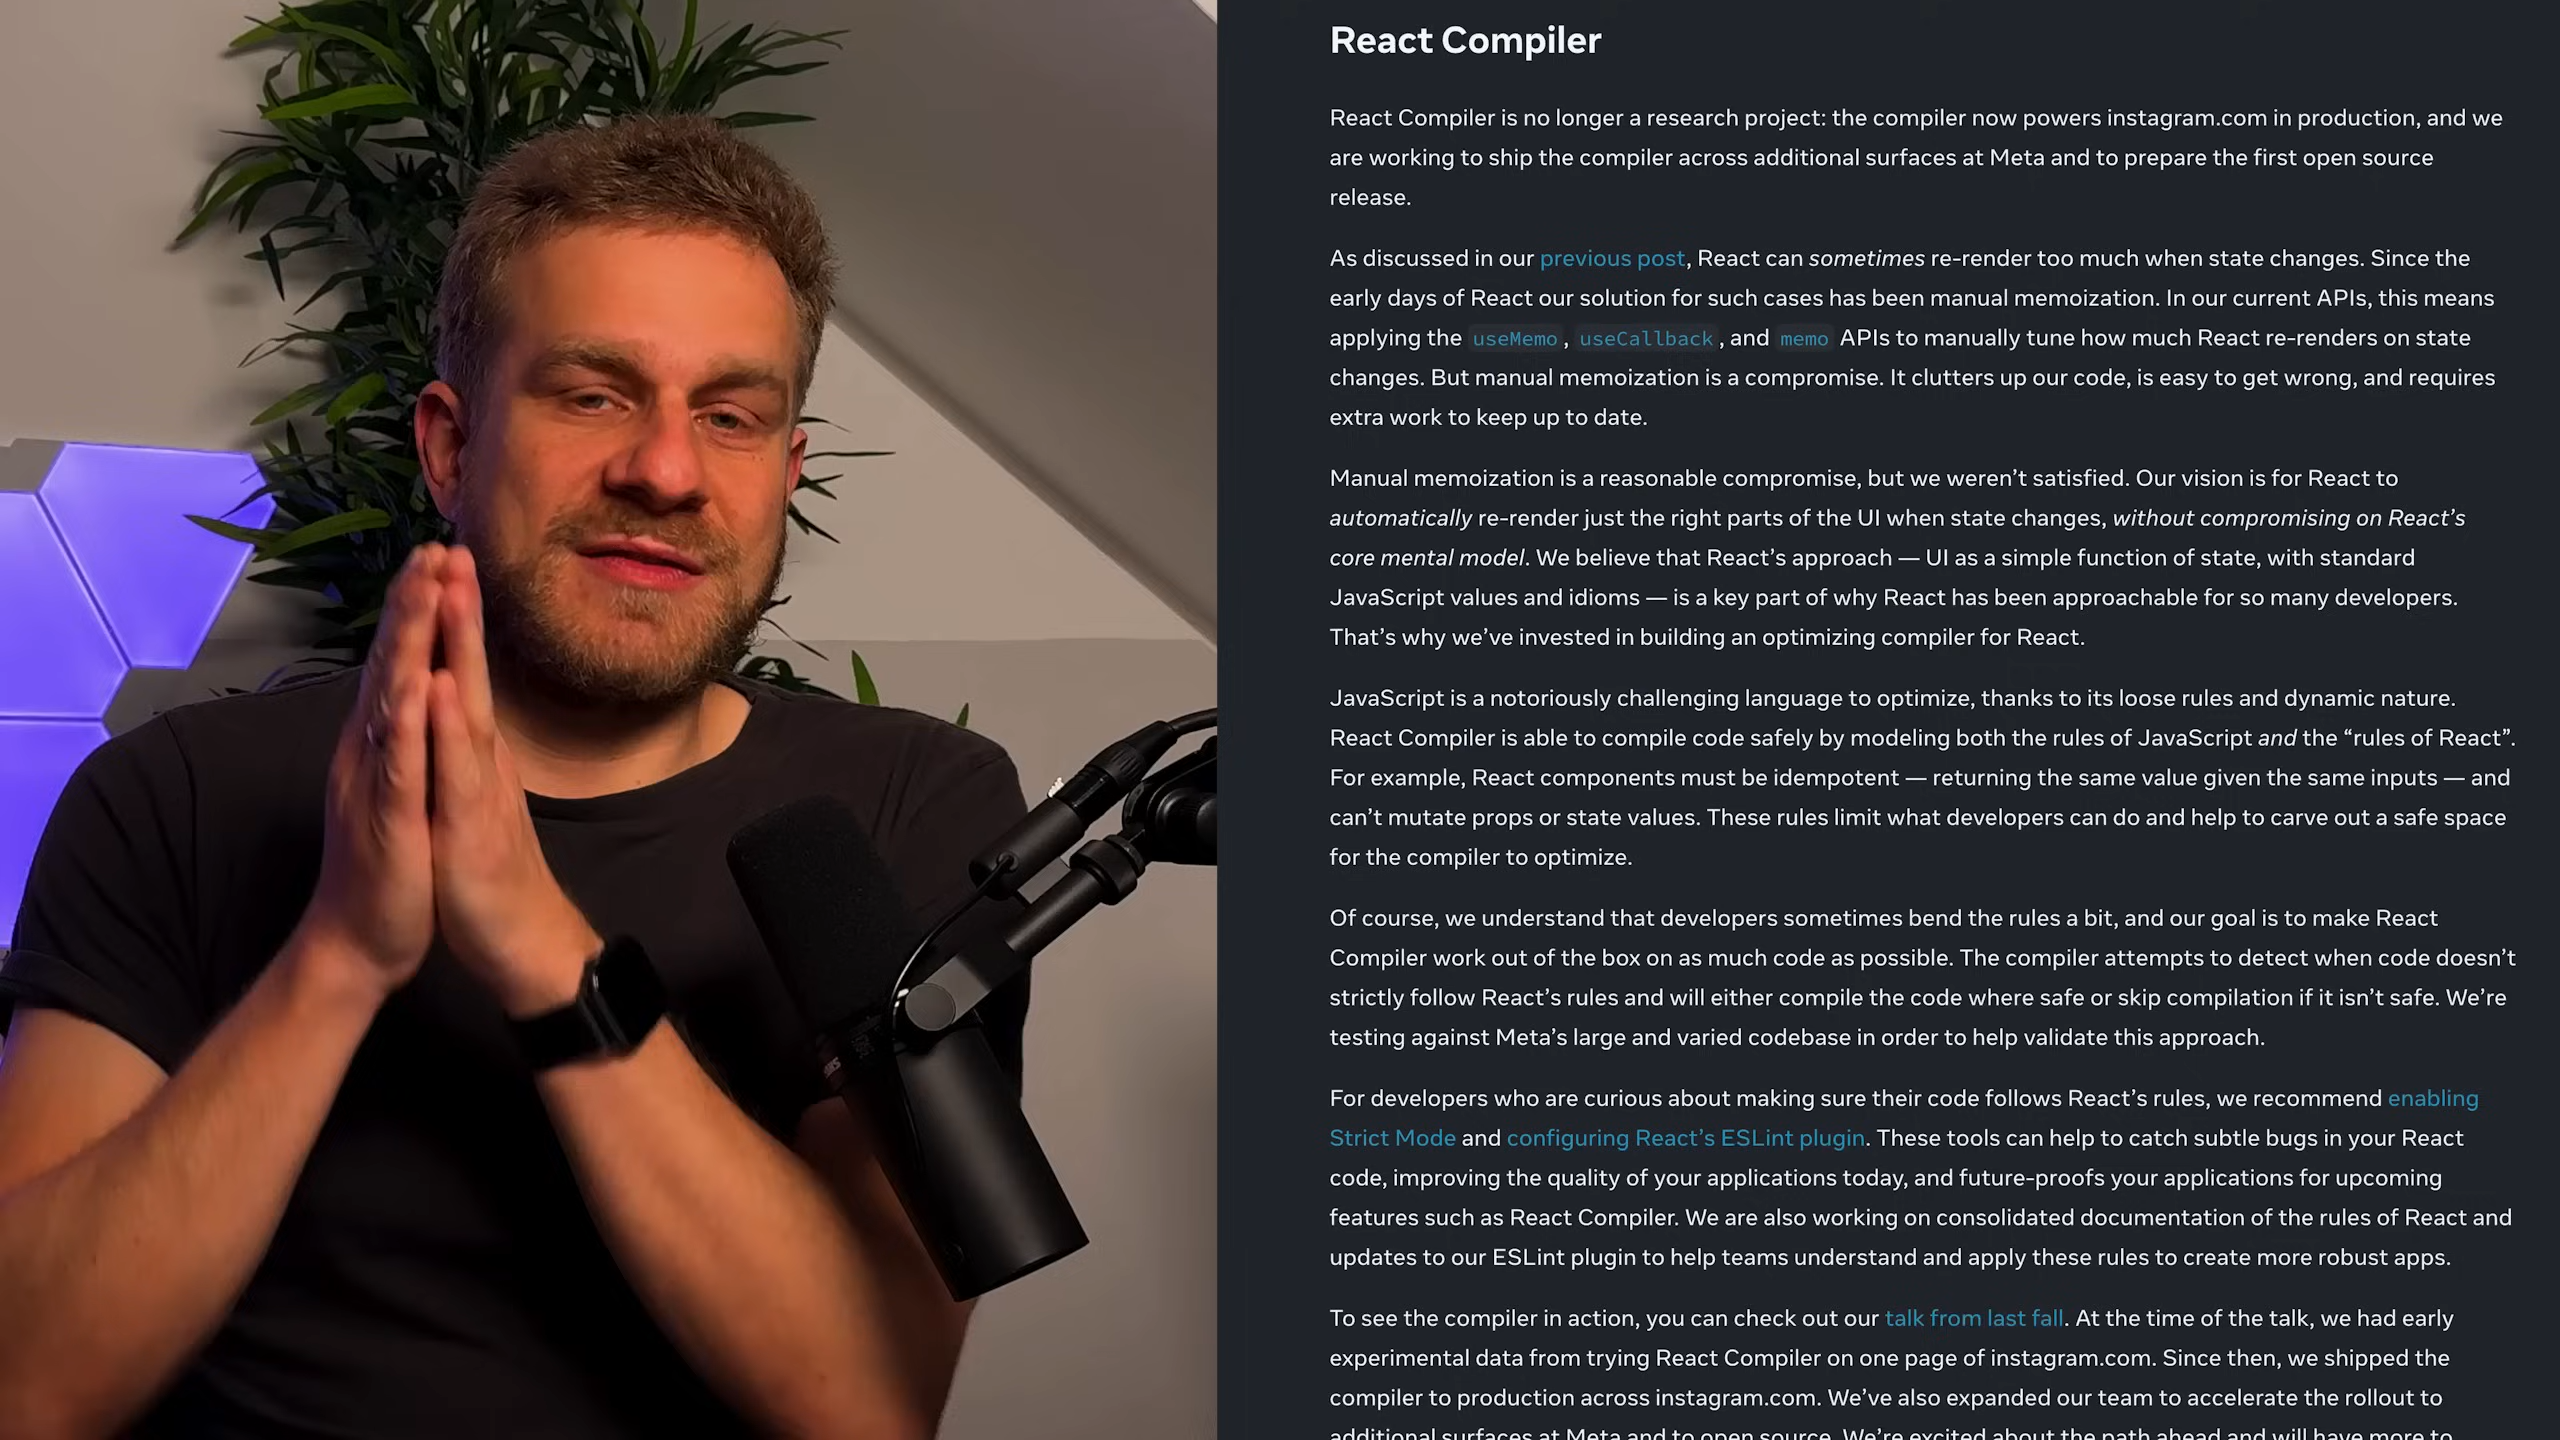 React Compiler
React Compiler is no longer a research project: the compiler now powers instagram.com in production, and we
are working to ship the compiler across additional surfaces at Meta and to prepare the first open source
release.
As discussed in our previous post, React can sometimes re-render too much when state changes. Since the
early days of React our solution for such cases has been manual memoization. In our current APIs, this means
applying the useMemo, useCallback, and memo APIs to manually tune how much React re-renders on state
changes. But manual memoization is a compromise. It clutters up our code, is easy to get wrong, and requires
extra work to keep up to date.
Manual memoization is a reasonable compromise, but we weren’t satisfied. Our vision is for React to
automatically re-render just the right parts of the UI when state changes, without compromising on React’s
core mental model. We believe that React’s approach — UI as a simple function of state, with standard
JavaScript values and idioms — is a key part of why React has been approachable for so many developers.
That’s why we’ve invested in building an optimizing compiler for React.
JavaScript is a notoriously challenging language to optimize, thanks to its loose rules and dynamic nature.
React Compiler is able to compile code safely by modeling both the rules of JavaScript and the “rules of React”.
For example, React components must be idempotent — returning the same value given the same inputs — and
can’t mutate props or state values. These rules limit what developers can do and help to carve out a safe space
for the compiler to optimize.
Of course, we understand that developers sometimes bend the rules a bit, and our goal is to make React
Compiler work out of the box on as much code as possible. The compiler attempts to detect when code doesn’t
strictly follow React’s rules and will either compile the code where safe or skip compilation if it isn’t safe. We’re
testing against Meta’s large and varied codebase in order to help validate this approach.
For developers who are curious about making sure their code follows React’s rules, we recommend enabling
Strict Mode and configuring React’s ESLint plugin. These tools can help to catch subtle bugs in your React
code, improving the quality of your applications today, and future-proofs your applications for upcoming
features such as React Compiler. We are also working on consolidated documentation of the rules of React and
updates to our ESLint plugin to help teams understand and apply these rules to create more robust apps.
To see the compiler in action, you can check out our talk from last fall. At the time of the talk, we had early
experimental data from trying React Compiler on one page of instagram.com. Since then, we shipped the
compiler to production across instagram.com. We’ve also expanded our team to accelerate the rollout to
additional surfaces at Meta and to open source. We’re excited about the path ahead and will have more to